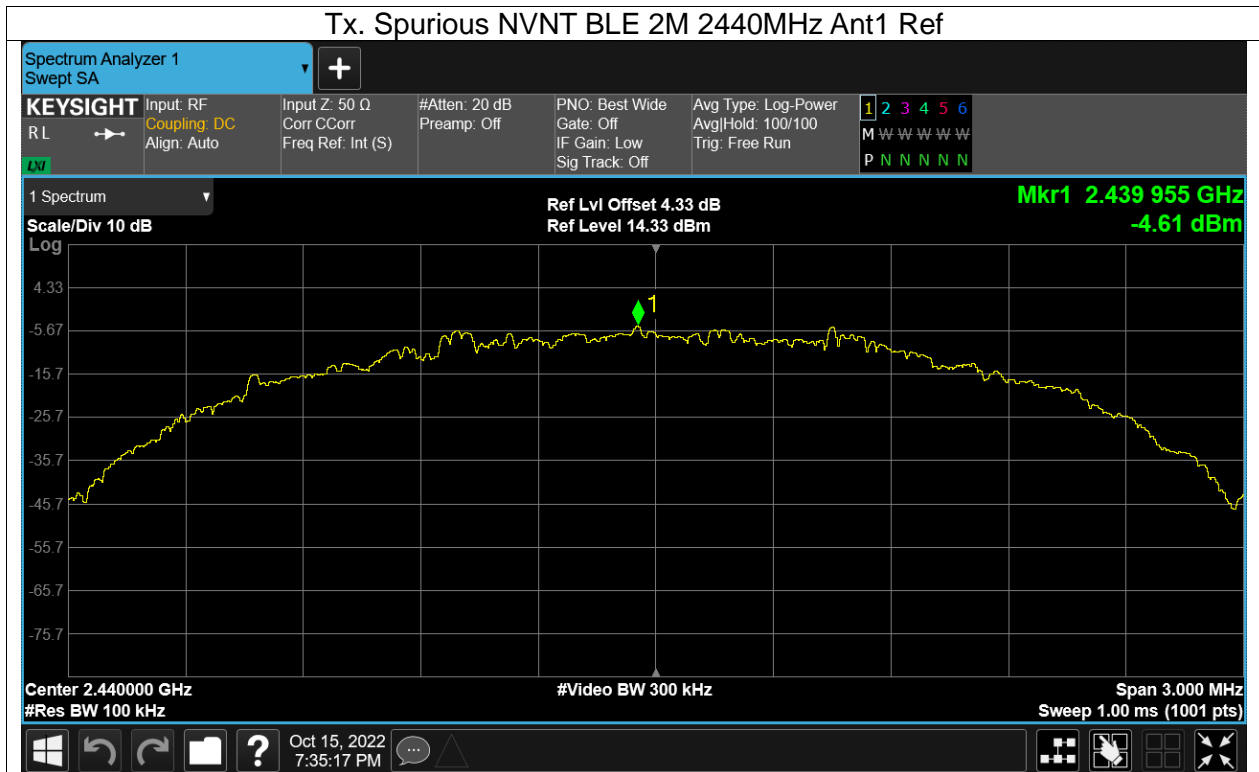 Tx. Spurious NVNT BLE 2M 2440MHz Ant1 Ref
Spectrum Analyzer 1
Swept SA
KEYSIGHT
R L
LXI
Input: RF
Coupling: DC
Align: Auto
Input Z: 50 Ω
Corr CCorr
Freq Ref: Int (S)
#Atten: 20 dB
Preamp: Off
PNO: Best Wide
Gate: Off
IF Gain: Low
Sig Track: Off
Avg Type: Log-Power
Avg|Hold: 100/100
Trig: Free Run
1 2 3 4 5 6
M W W W W W
P N N N N N
1 Spectrum
Scale/Div 10 dB
Ref Lvl Offset 4.33 dB
Ref Level 14.33 dBm
Mkr1 2.439 955 GHz
-4.61 dBm
Log
4.33
-5.67
-15.7
-25.7
-35.7
-45.7
-55.7
-65.7
-75.7
1
Center 2.440000 GHz
#Res BW 100 kHz
#Video BW 300 kHz
Span 3.000 MHz
Sweep 1.00 ms (1001 pts)
?
Oct 15, 2022
7:35:17 PM